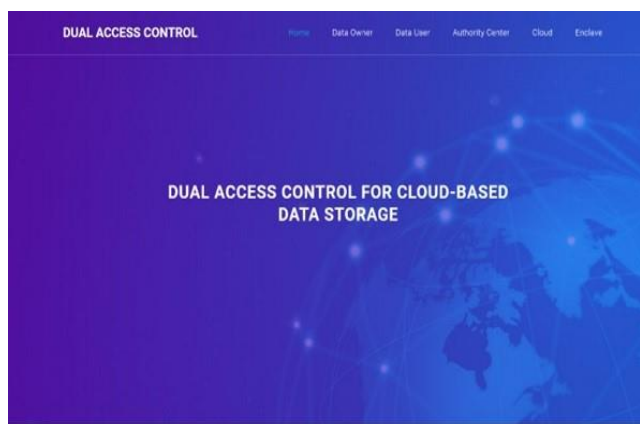 DUAL ACCESS CONTROL
Home Data Owner Data User Authority Center Cloud Enclave
DUAL ACCESS CONTROL FOR CLOUD-BASED
DATA STORAGE